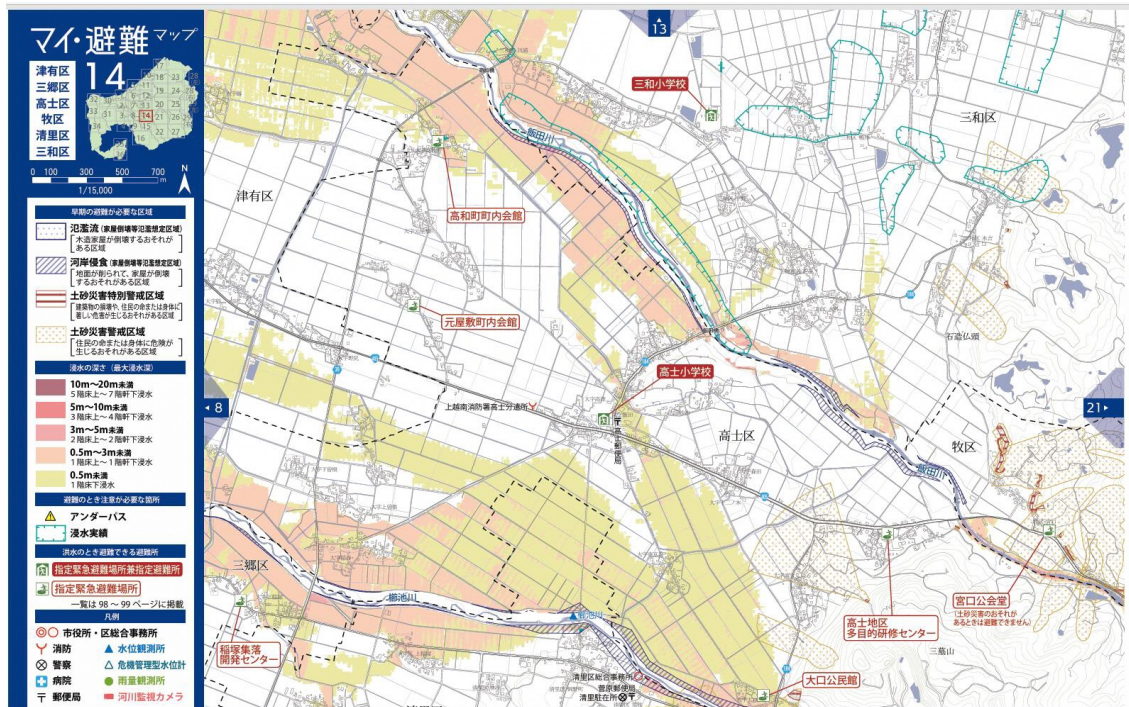 マイ・避難マップ
14
津有区
三郷区
高士区
牧区
清里区
三和区
0 100 300 500 700 m
1/15,000
N
早期の避難が必要な区域
氾濫流（家屋倒壊等氾濫想定区域）
木造家屋が倒壊するおそれがある区域
河岸侵食（家屋倒壊等氾濫想定区域）
地面が削られて、家屋が倒壊するおそれがある区域
土砂災害特別警戒区域
建築物の損壊や、住民の命または身体に著しい危害が生じるおそれがある区域
土砂災害警戒区域
住民の命または身体に危険が生じるおそれがある区域
浸水の深さ（最大浸水深）
10m～20m未満
5階床上～7階軒下浸水
5m～10m未満
3階床上～4階軒下浸水
3m～5m未満
2階床上～2階軒下浸水
0.5m～3m未満
1階床上～1階軒下浸水
0.5m未満
1階床下浸水
避難のとき注意が必要な箇所
アンダーパス
浸水実績
洪水のとき避難できる避難所
指定緊急避難場所兼指定避難所
指定緊急避難場所
一覧は98～99ページに掲載
凡例
市役所・区総合事務所
消防
水位観測所
警察
危機管理型水位計
病院
雨量観測所
郵便局
河川監視カメラ
13
三和小学校
三和区
飯田川
津有区
高和町町内会館
元屋敷町内会館
石造仏頭
高士小学校
8
21
上越南消防署高士分遣所
高士郵便局
高士区
牧区
飯田川
三郷区
櫛池川
櫛池川
稲塚集落
開発センター
高士地区
多目的研修センター
宮口公会堂
（土砂災害のおそれが
あるときは避難できません）
三墓山
大口公民館
清里区総合事務所
菅原郵便局
清里駐在所